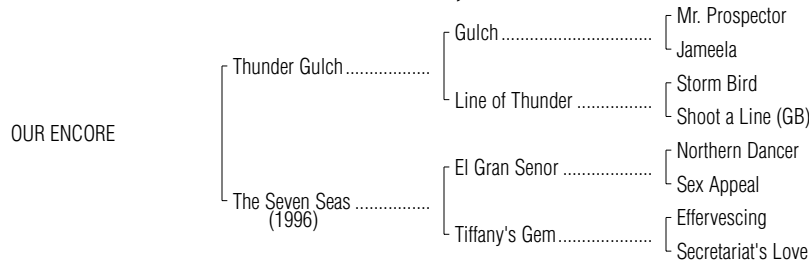 Mr. Prospector
Gulch................................
Jameela
Thunder Gulch..................
Storm Bird
Line of Thunder ................
Shoot a Line (GB)
OUR ENCORE
Northern Dancer
El Gran Senor ...................
Sex Appeal
The Seven Seas ................
(1996)
Effervescing
Tiffany's Gem....................
Secretariat's Love